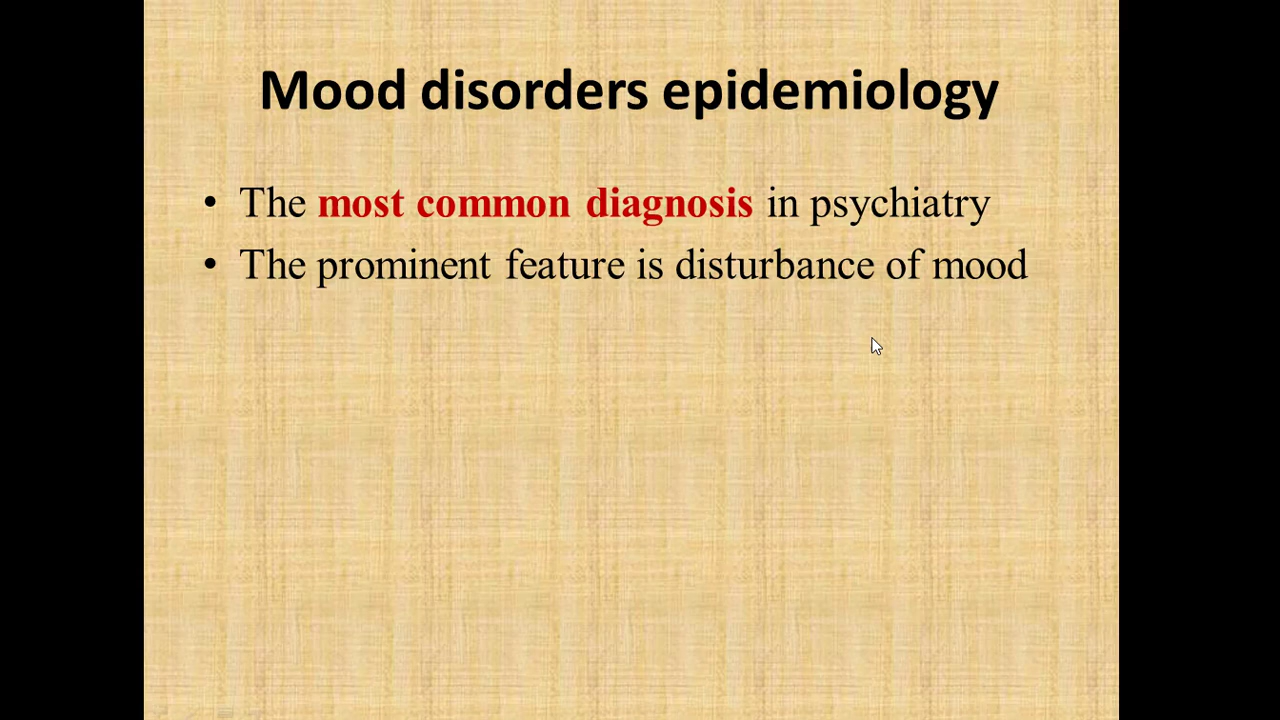 Mood disorders epidemiology
• The most common diagnosis in psychiatry
• The prominent feature is disturbance of mood